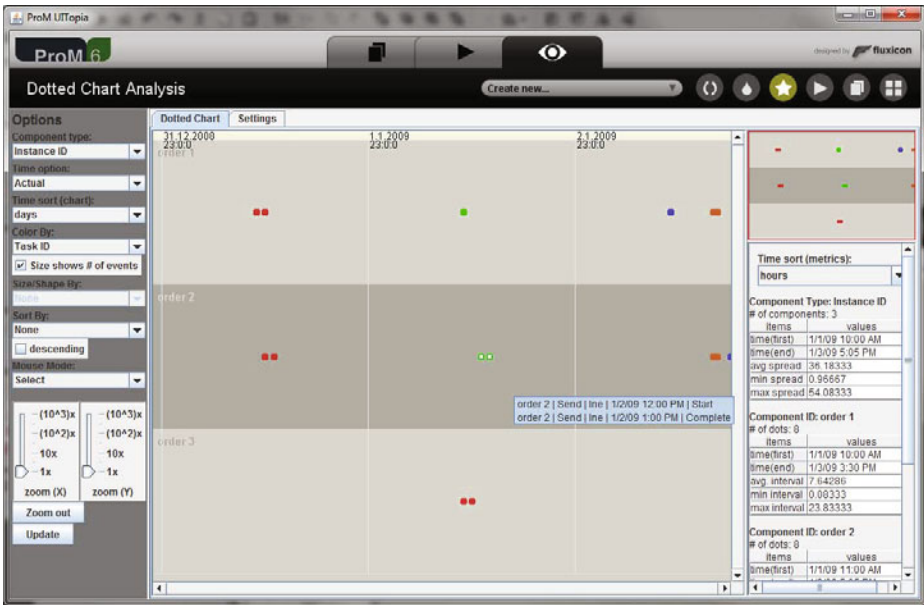 ProM UITopia
ProM 6
designed by fluxicon
Dotted Chart Analysis
Create new...
Options
Component type:
Instance ID
Time option:
Actual
Time sort (chart):
days
Color By:
Task ID
Size shows # of events
Size/Shape By:
None
Sort By:
None
descending
Mouse Mode:
Select
(10^3)x
(10^3)x
(10^2)x
(10^2)x
10x
10x
1x
1x
zoom (X)
zoom (Y)
Zoom out
Update
Dotted Chart
Settings
31.12.2008
23:0:0
1.1.2009
23:0:0
2.1.2009
23:0:0
order 1
order 2
order 2 | Send | Ine | 1/2/09 12:00 PM | Start
order 2 | Send | Ine | 1/2/09 1:00 PM | Complete
order 3
Time sort (metrics):
hours
Component Type: Instance ID
# of components: 3
items values
time(first) 1/1/09 10:00 AM
time(end) 1/3/09 5:05 PM
avg spread 36.18333
min spread 0.96667
max spread 54.08333
Component ID: order 1
# of dots: 8
items values
time(first) 1/1/09 10:00 AM
time(end) 1/3/09 3:30 PM
avg. interval 7.64286
min interval 0.08333
max interval 23.83333
Component ID: order 2
# of dots: 8
items values
time(first) 1/1/09 11:00 AM